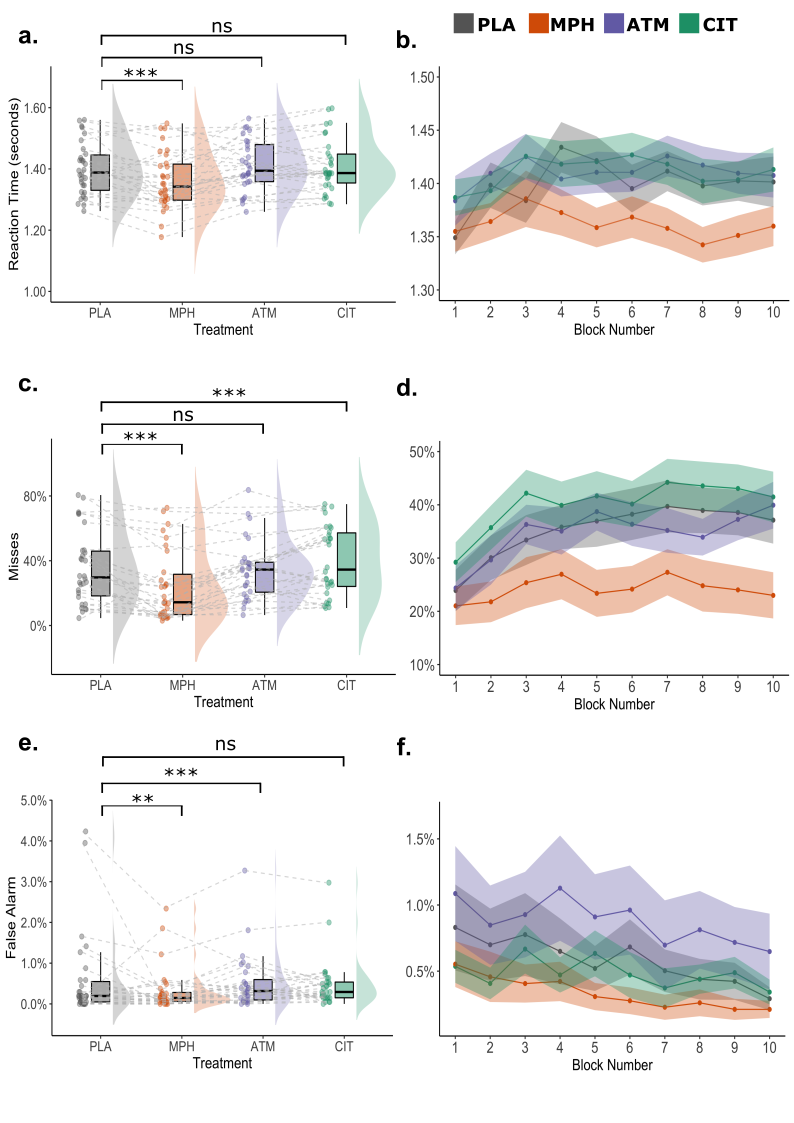 PLA MPH ATM CIT
a.
ns
ns
***
Reaction Time (seconds)
1.60
1.40
1.20
1.00
PLA MPH ATM CIT
Treatment
b.
1.50
1.45
1.40
1.35
1.30
1 2 3 4 5 6 7 8 9 10
Block Number
c.
***
ns
***
Misses
80%
40%
0%
PLA MPH ATM CIT
Treatment
d.
50%
40%
30%
20%
10%
1 2 3 4 5 6 7 8 9 10
Block Number
e.
ns
***
**
False Alarm
5.0%
4.0%
3.0%
2.0%
1.0%
0.0%
PLA MPH ATM CIT
Treatment
f.
1.5%
1.0%
0.5%
1 2 3 4 5 6 7 8 9 10
Block Number